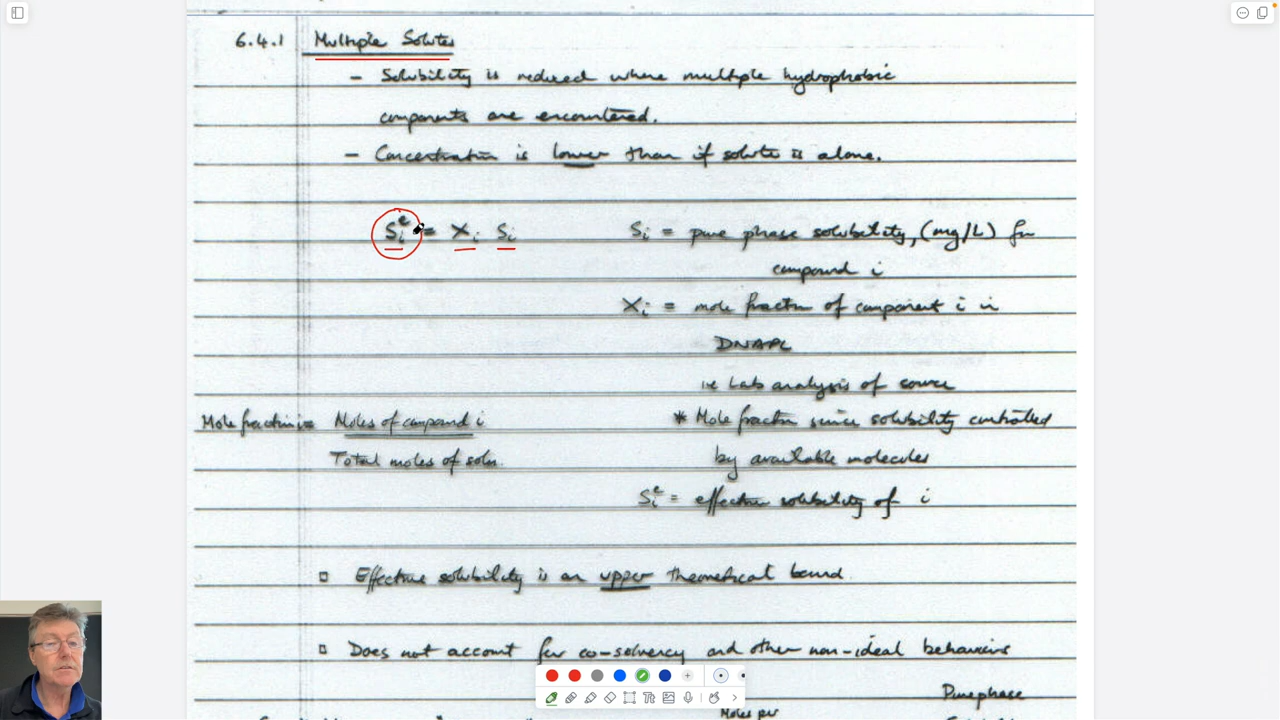 6.4.1 Multiple Solutes
- Solubility is reduced where multiple hydrophobic
components are encountered.
- Concentration is lower than if solute is alone.
Sᵢᵉ = Xᵢ Sᵢ Sᵢ = pure phase solubility, (mg/L) for
compound i
Xᵢ = mole fraction of component i in
DNAPL
ie Lab analysis of source
Mole fraction i = Moles of compound i * Mole fraction since solubility controlled
Total moles of soln. by available molecules
Sᵢᵉ = effective solubility of i
□ Effective solubility is an upper theoretical bound.
□ Does not account for co-solvency and other non-ideal behaviors
Pure phase
Moles per